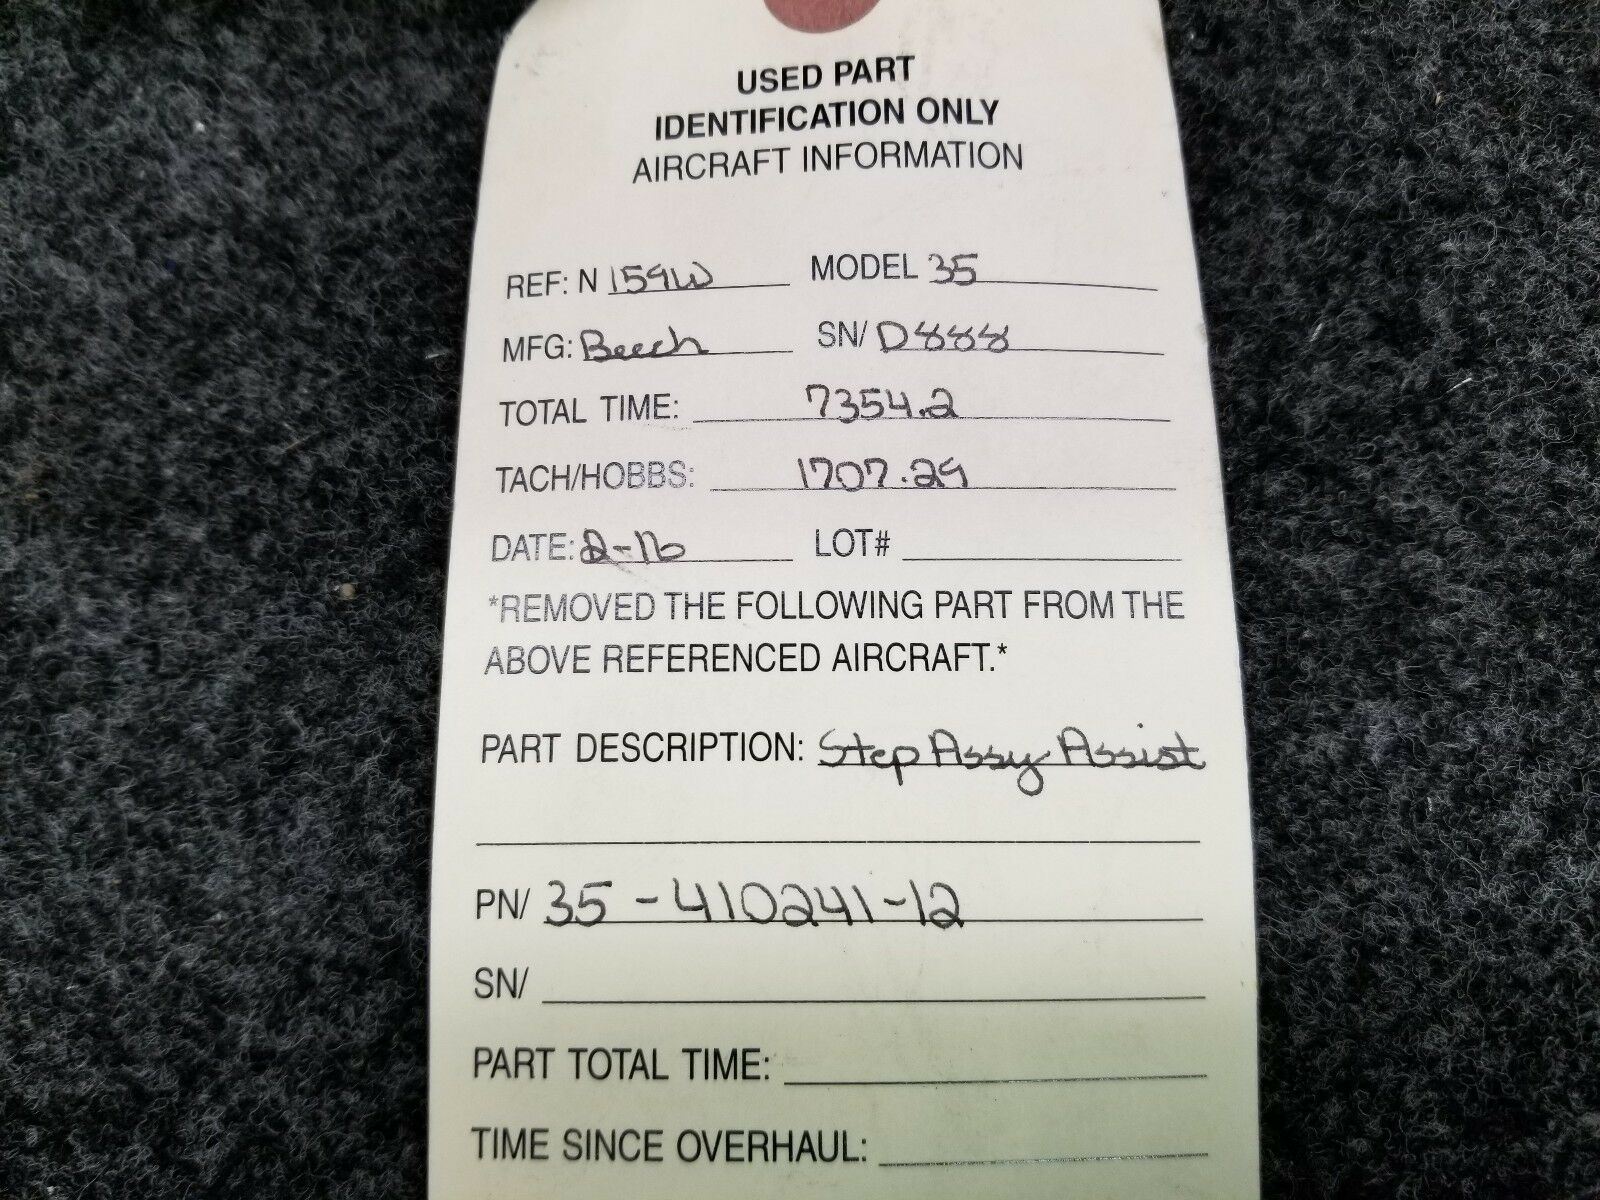 USED PART
IDENTIFICATION ONLY
AIRCRAFT INFORMATION
REF: N 159W MODEL 35
MFG: Beech SN/ D888
TOTAL TIME: 7354.2
TACH/HOBBS: 1707.29
DATE: 2-16 LOT#
*REMOVED THE FOLLOWING PART FROM THE
ABOVE REFERENCED AIRCRAFT.*
PART DESCRIPTION: Step Assy Assist
PN/ 35-410241-12
SN/
PART TOTAL TIME:
TIME SINCE OVERHAUL: